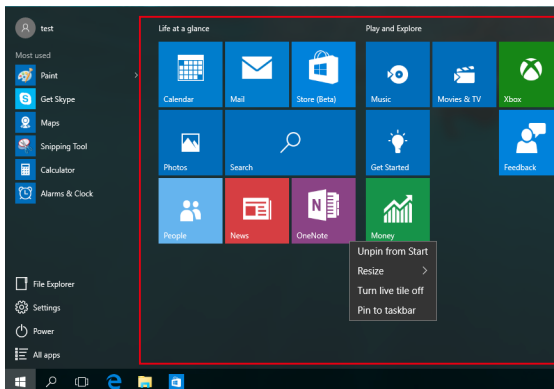 test
Most used
Paint
Get Skype
Maps
Snipping Tool
Calculator
Alarms & Clock
File Explorer
Settings
Power
All apps
Life at a glance
Calendar
Mail
Store (Beta)
Photos
Search
People
News
OneNote
Play and Explore
Music
Movies & TV
Xbox
Get Started
Feedback
Money
Unpin from Start
Resize
Turn live tile off
Pin to taskbar